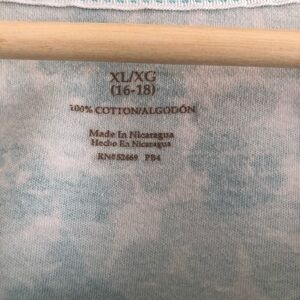 XL/XG
(16-18)
100% COTTON/ALGODÓN
Made In Nicaragua
Hecho En Nicaragua
RN# 52469 PB4